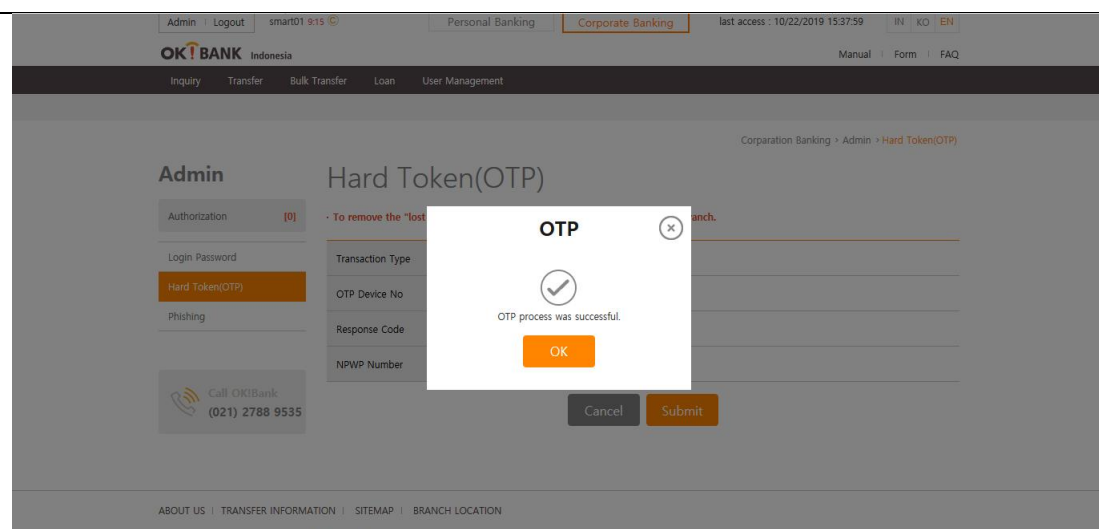 Admin | Logout smart01 9:15 Personal Banking Corporate Banking last access : 10/22/2019 15:37:59 IN KO EN
OK! BANK Indonesia Manual | Form | FAQ
Inquiry Transfer Bulk Transfer Loan User Management
Corparation Banking > Admin > Hard Token(OTP)
Admin
Hard Token(OTP)
Authorization [0]
Login Password
Hard Token(OTP)
Phishing
Call OK!Bank
(021) 2788 9535
· To remove the "lost anch.
Transaction Type
OTP Device No
Response Code
NPWP Number
OTP
OTP process was successful.
OK
Cancel Submit
ABOUT US | TRANSFER INFORMATION | SITEMAP | BRANCH LOCATION